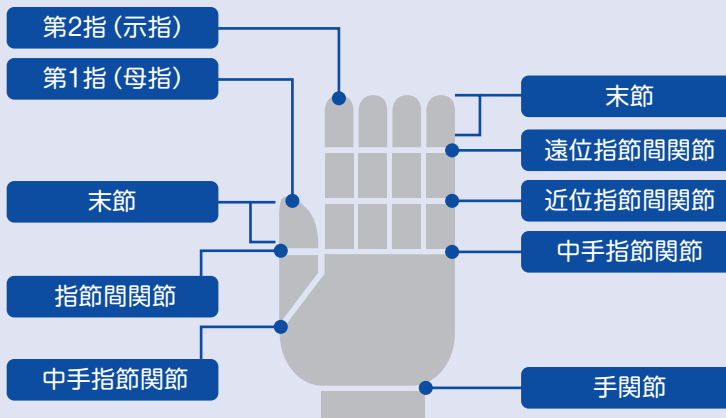 第2指（示指）
第1指（母指）
末節
指節間関節
中手指節関節
末節
遠位指節間関節
近位指節間関節
中手指節関節
手関節